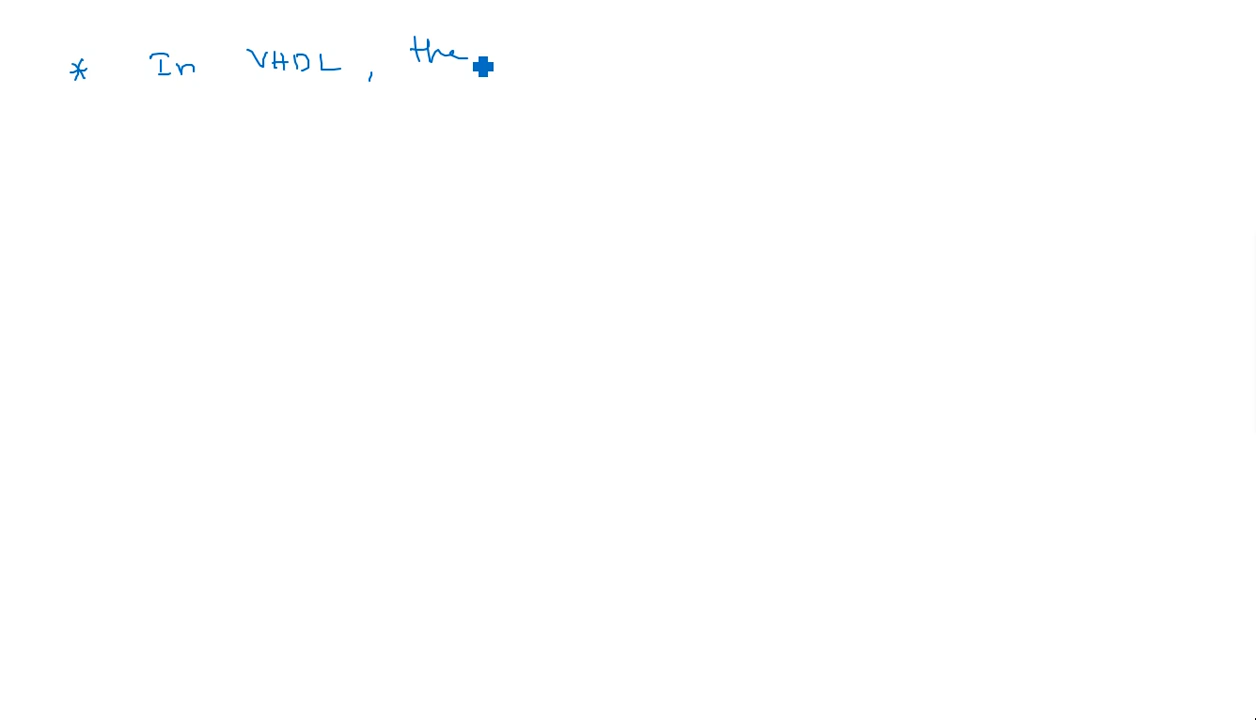 * In VHDL, the